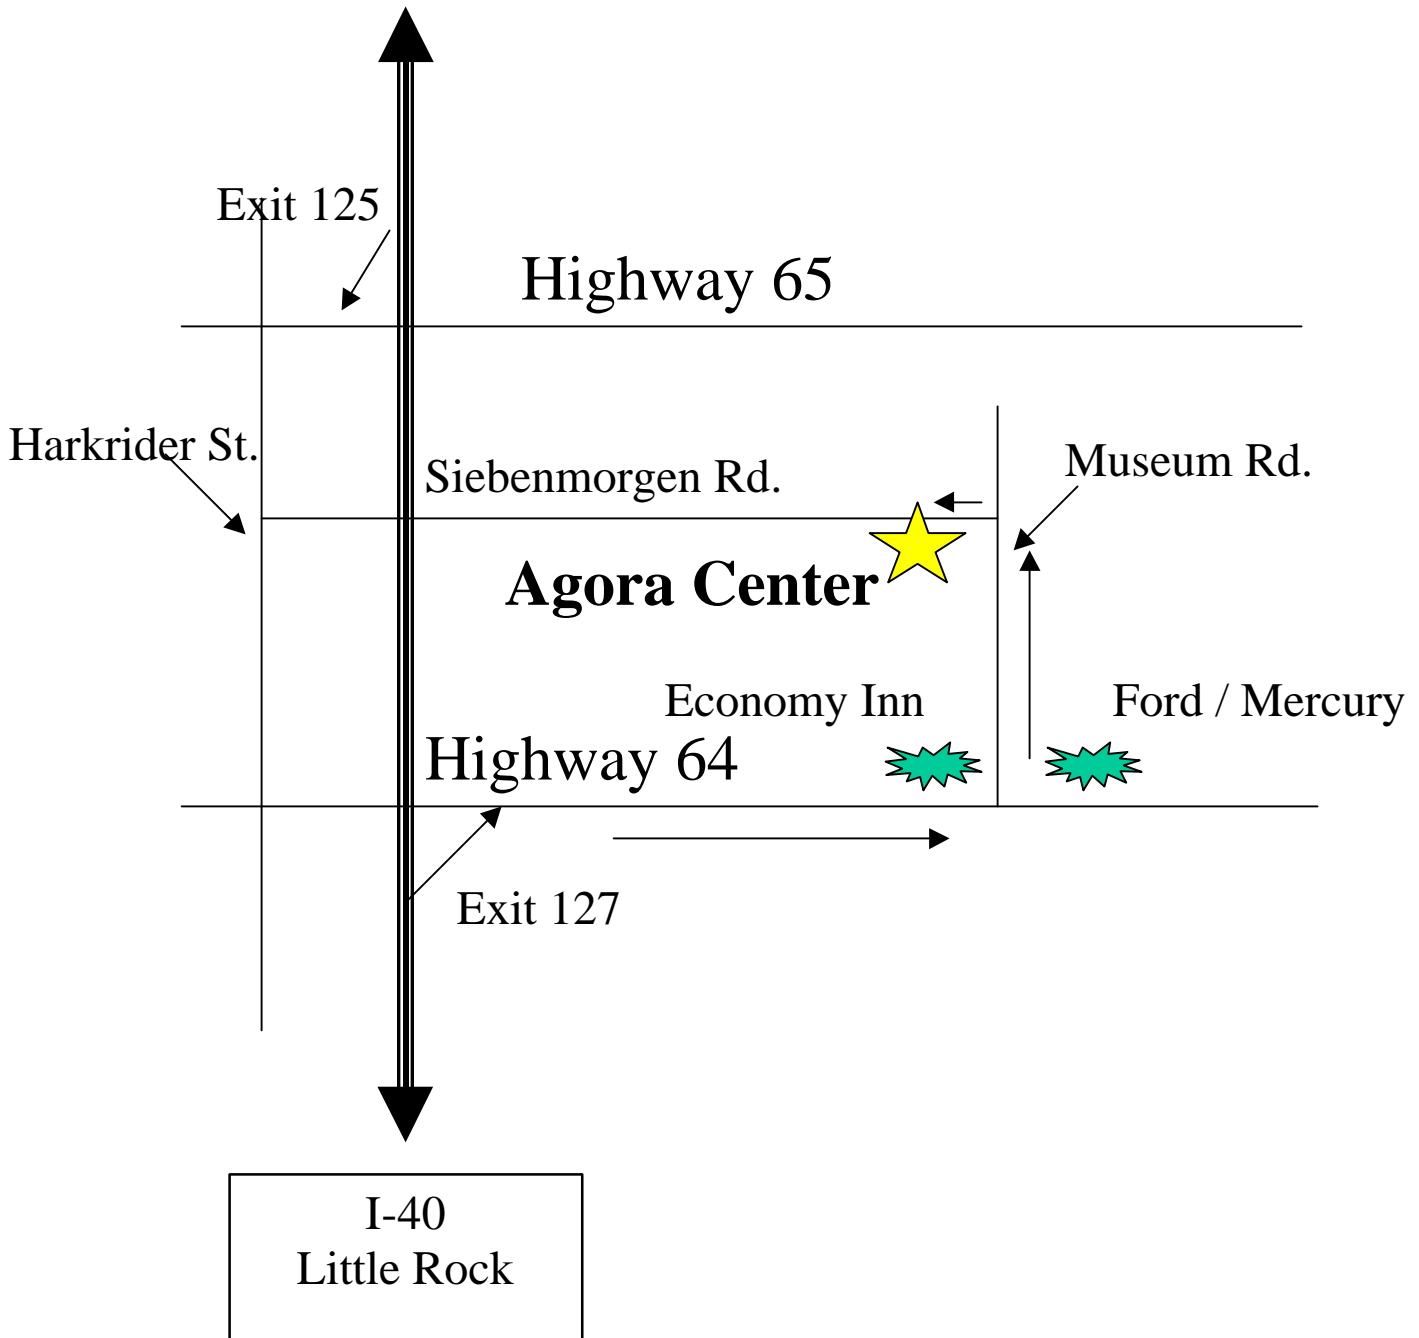 Exit 125
Highway 65
Harkrider St.
Siebenmorgen Rd.
Museum Rd.
Agora Center
Economy Inn
Ford / Mercury
Highway 64
Exit 127
I-40
Little Rock